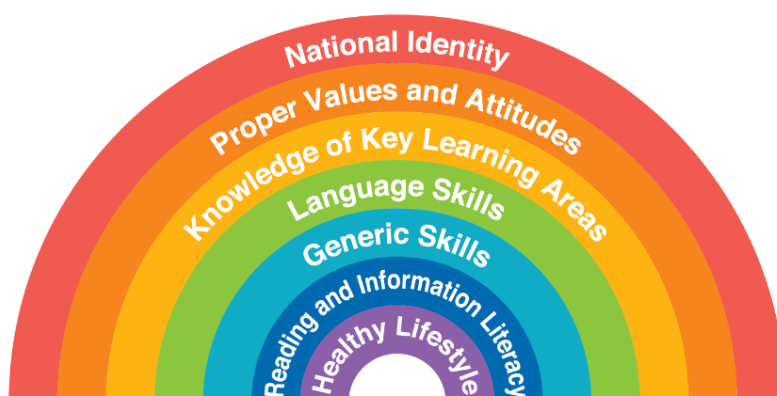 National Identity
Proper Values and Attitudes
Knowledge of Key Learning Areas
Language Skills
Generic Skills
Reading and Information Literacy
Healthy Lifestyle